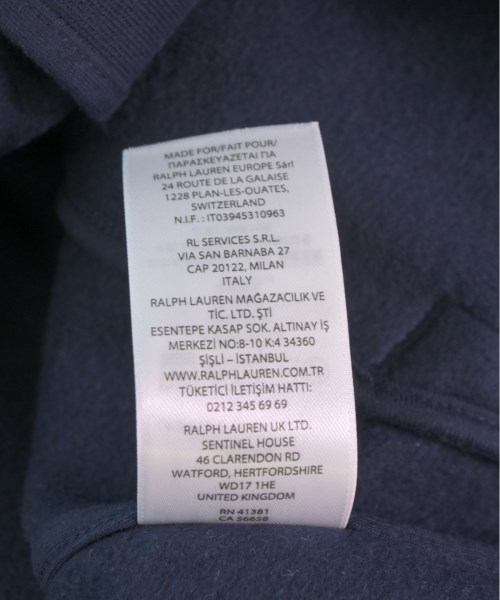 MADE FOR/FAIT POUR/
ΠΑΡΑΣΚΕΥΑΖΕΤΑΙ ΓΙΑ
RALPH LAUREN EUROPE Sárl
24 ROUTE DE LA GALAISE
1228 PLAN-LES-OUATES,
SWITZERLAND
N.I.F. : IT03945310963
RL SERVICES S.R.L.
VIA SAN BARNABA 27
CAP 20122, MILAN
ITALY
RALPH LAUREN MAĞAZACILIK VE
TİC. LTD. ŞTİ
ESENTEPE KASAP SOK. ALTINAY İŞ
MERKEZİ NO:8-10 K:4 34360
ŞİŞLİ – İSTANBUL
WWW.RALPHLAUREN.COM.TR
TÜKETİCİ İLETİŞİM HATTI:
0212 345 69 69
RALPH LAUREN UK LTD.
SENTINEL HOUSE
46 CLARENDON RD
WATFORD, HERTFORDSHIRE
WD17 1HE
UNITED KINGDOM
RN 41381
CA 56658